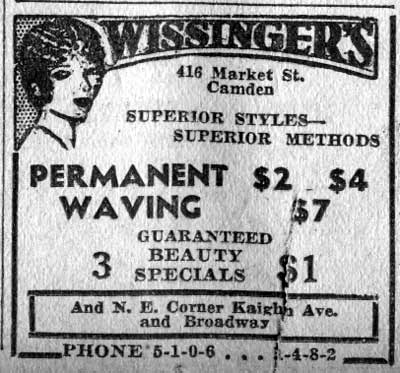 WISSINGER'S
416 Market St.
Camden
SUPERIOR STYLES—
SUPERIOR METHODS
PERMANENT $2 $4
WAVING $7
GUARANTEED
3 BEAUTY $1
SPECIALS
And N. E. Corner Kaighn Ave.
and Broadway
PHONE 5-1-0-6 . . . -4-8-2